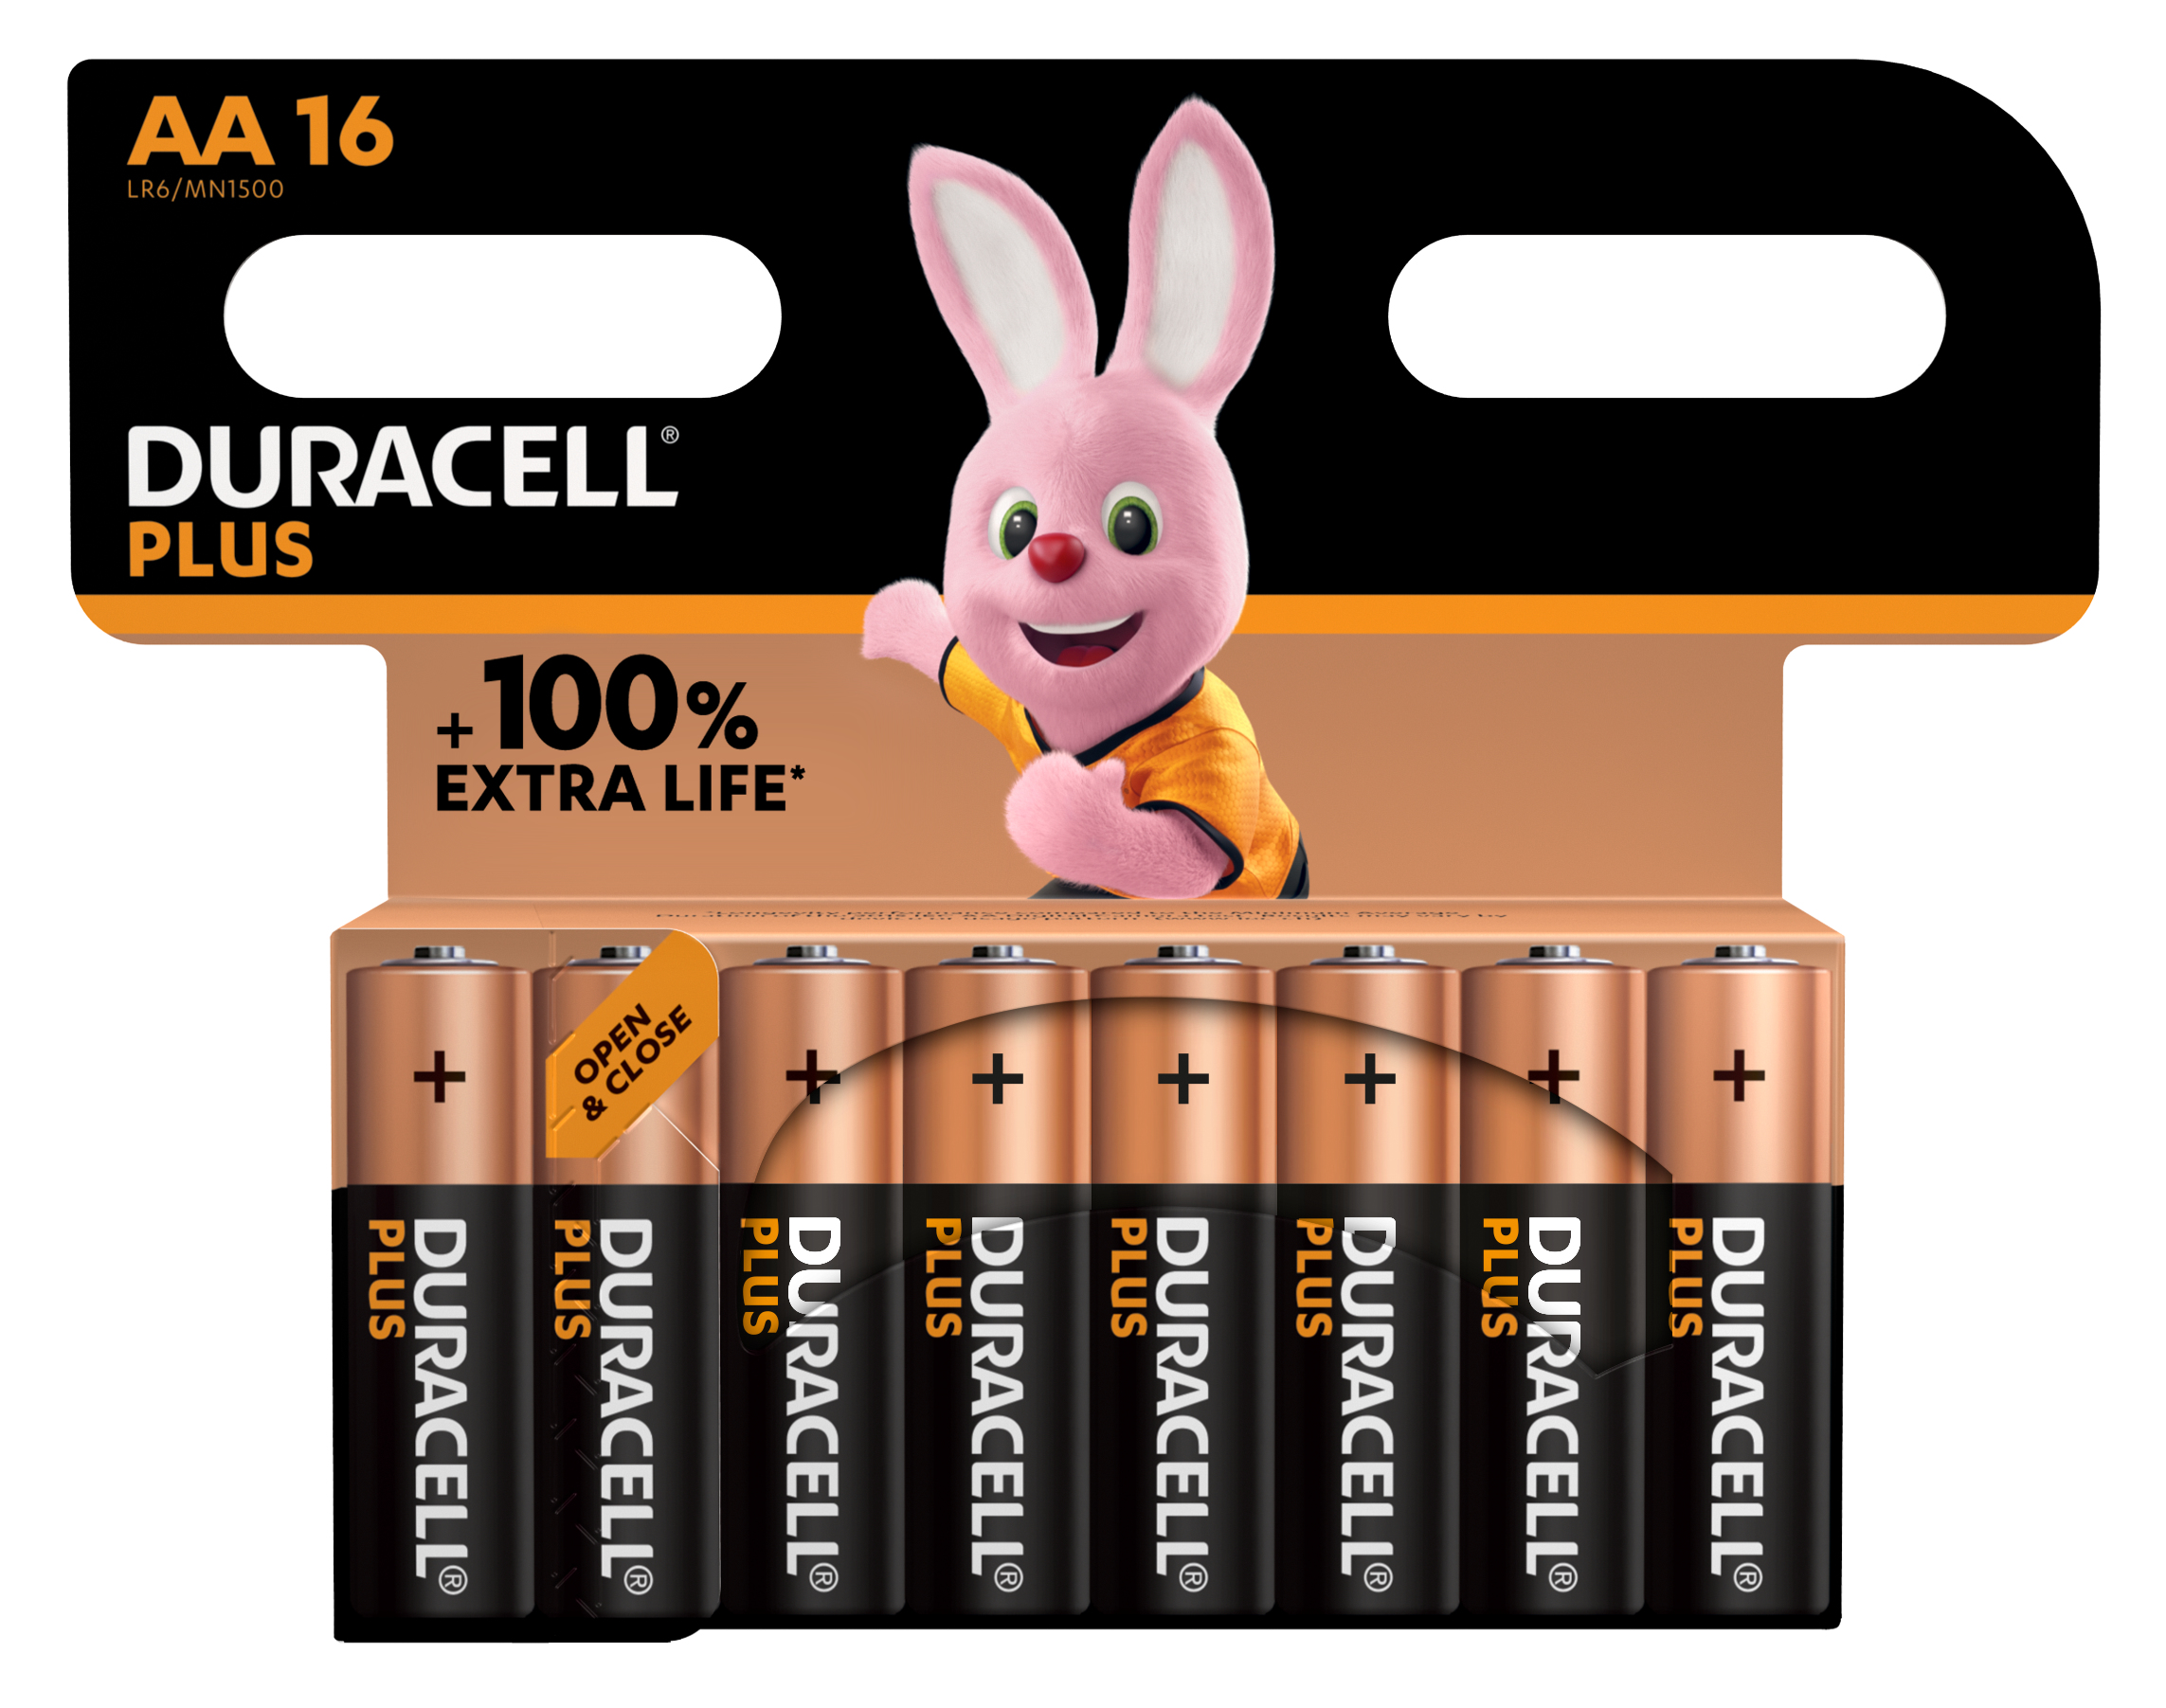 AA 16
LR6/MN1500
DURACELL®
PLUS
+100%
EXTRA LIFE*
OPEN
& CLOSE
+
+
+
+
+
+
+
+
DURACELL®
PLUS
DURACELL®
PLUS
DURACELL®
PLUS
DURACELL®
PLUS
DURACELL®
PLUS
DURACELL®
PLUS
DURACELL®
PLUS
DURACELL®
PLUS